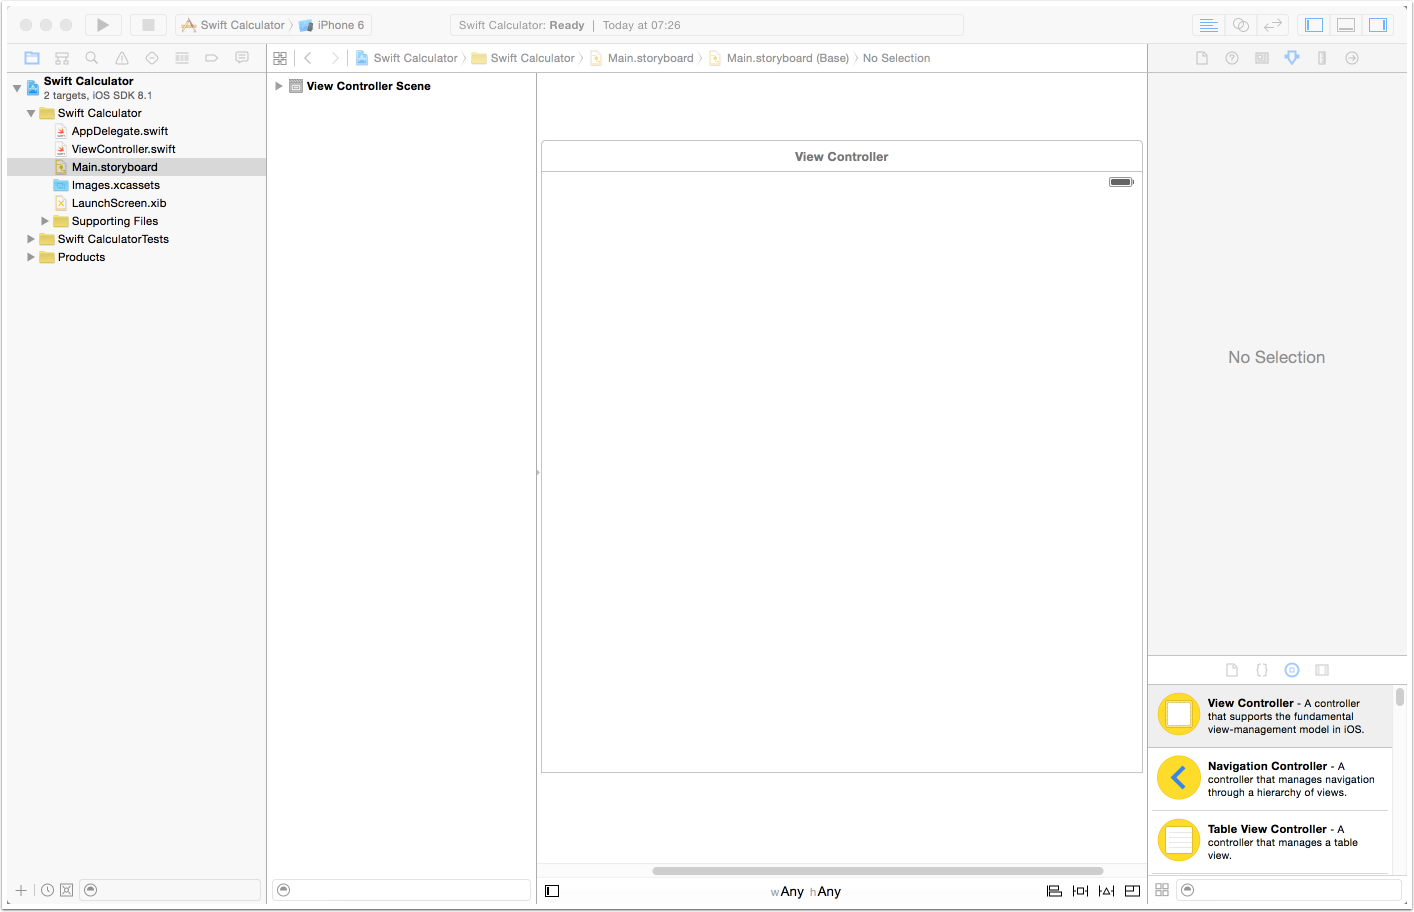 Swift Calculator 〉 iPhone 6
Swift Calculator: Ready | Today at 07:26
Swift Calculator 〉 Swift Calculator 〉 Main.storyboard 〉 Main.storyboard (Base) 〉 No Selection
Swift Calculator
2 targets, iOS SDK 8.1
Swift Calculator
AppDelegate.swift
ViewController.swift
Main.storyboard
Images.xcassets
LaunchScreen.xib
Supporting Files
Swift CalculatorTests
Products
View Controller Scene
View Controller
wAny hAny
No Selection
View Controller - A controller
that supports the fundamental
view-management model in iOS.
Navigation Controller - A
controller that manages navigation
through a hierarchy of views.
Table View Controller - A
controller that manages a table
view.